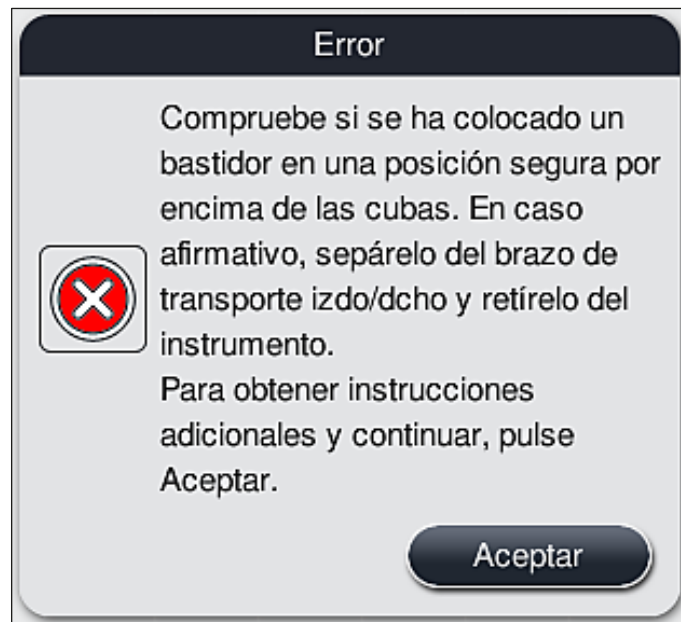 Error
Compruebe si se ha colocado un
bastidor en una posición segura por
encima de las cubas. En caso
afirmativo, sepárelo del brazo de
transporte izdo/dcho y retírelo del
instrumento.
Para obtener instrucciones
adicionales y continuar, pulse
Aceptar.
Aceptar